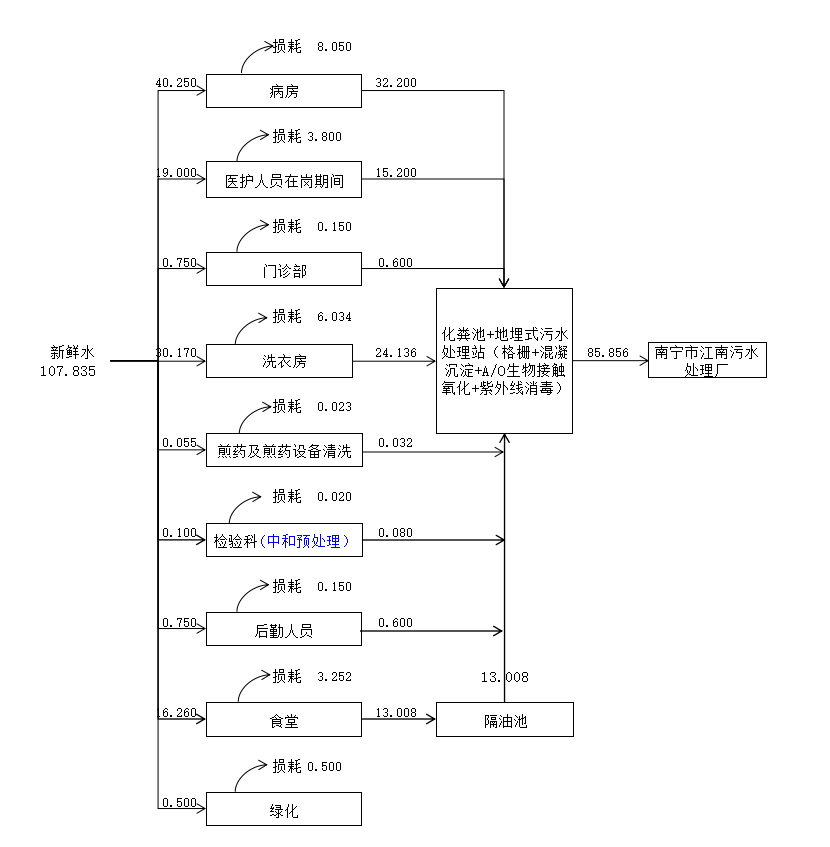 损耗 8.050
40.250
病房
32.200
损耗 3.800
19.000
医护人员在岗期间
15.200
损耗 0.150
0.750
门诊部
0.600
损耗 6.034
新鲜水
107.835
30.170
洗衣房
24.136
化粪池+地埋式污水
处理站（格栅+混凝
沉淀+A/O生物接触
氧化+紫外线消毒）
85.856
南宁市江南污水
处理厂
损耗 0.023
0.055
煎药及煎药设备清洗
0.032
损耗 0.020
0.100
检验科(中和预处理）
0.080
损耗 0.150
0.750
后勤人员
0.600
损耗 3.252
16.260
食堂
13.008
13.008
隔油池
损耗 0.500
0.500
绿化